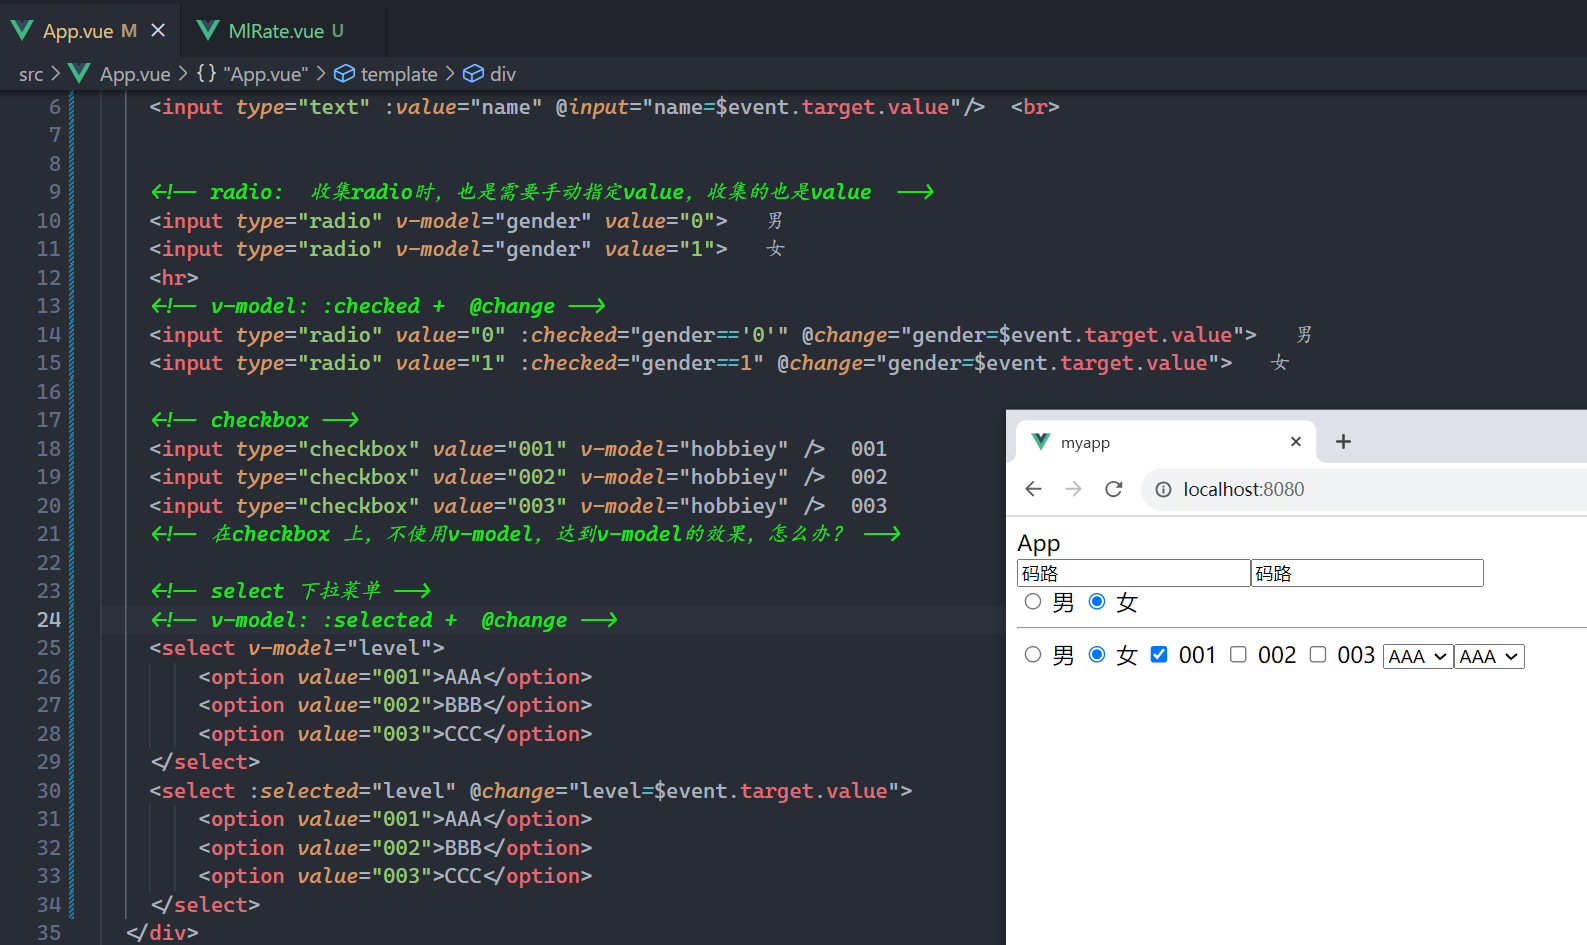 App.vue M ×
MlRate.vue U
src > App.vue > {} "App.vue" > template > div
6 <input type="text" :value="name" @input="name=$event.target.value"/> <br>
7
8
9 <!-- radio: 收集radio时，也是需要手动指定value，收集的也是value -->
10 <input type="radio" v-model="gender" value="0"> 男
11 <input type="radio" v-model="gender" value="1"> 女
12 <hr>
13 <!-- v-model: :checked + @change -->
14 <input type="radio" value="0" :checked="gender=='0'" @change="gender=$event.target.value"> 男
15 <input type="radio" value="1" :checked="gender==1" @change="gender=$event.target.value"> 女
16
17 <!-- checkbox -->
18 <input type="checkbox" value="001" v-model="hobbiey" /> 001
19 <input type="checkbox" value="002" v-model="hobbiey" /> 002
20 <input type="checkbox" value="003" v-model="hobbiey" /> 003
21 <!-- 在checkbox 上，不使用v-model，达到v-model的效果，怎么办？ -->
22
23 <!-- select 下拉菜单 -->
24 <!-- v-model: :selected + @change -->
25 <select v-model="level">
26 <option value="001">AAA</option>
27 <option value="002">BBB</option>
28 <option value="003">CCC</option>
29 </select>
30 <select :selected="level" @change="level=$event.target.value">
31 <option value="001">AAA</option>
32 <option value="002">BBB</option>
33 <option value="003">CCC</option>
34 </select>
35 </div>
myapp × +
localhost:8080
App
码路 码路
男 女
男 女 001 002 003 AAA AAA